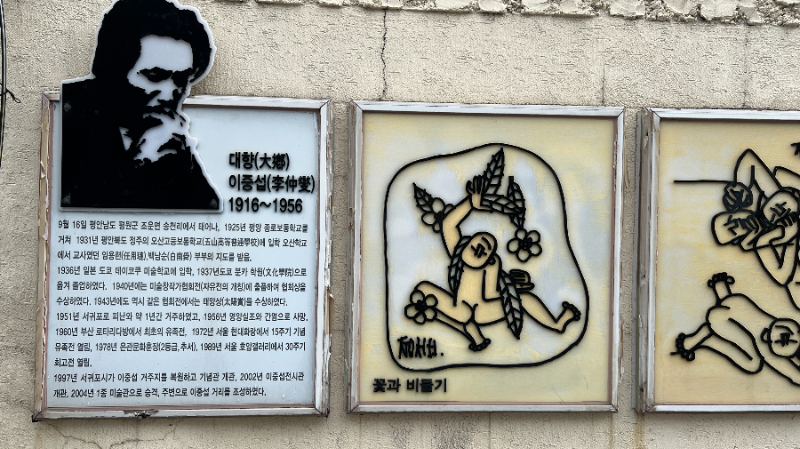 대향(大鄕)
이중섭(李仲燮)
1916~1956
9월 16일 평안남도 평원군 조운면 송천리에서 태어나, 1925년 평양 종로보통학교를
거쳐 1931년 평안북도 정주의 오산고등보통학교(五山高等普通學校)에 입학 오산학교
에서 교사였던 임용련(任用璉), 백남순(白南舜) 부부의 지도를 받음.
1936년 일본 도쿄 데이코쿠 미술학교에 입학, 1937년도쿄 분카 학원(文化學院)으로
옮겨 졸업하였다. 1940에는 미술창작가협회전(자유전의 개칭)에 출품하여 협회상을
수상하였다. 1943년에도 역시 같은 협회전에서는 태양상(太陽賞)을 수상하였다.
1951년 서귀포로 피난와 약 1년간 거주하였고, 1956년 영양실조와 간염으로 사망,
1960년 부산 로타리다방에서 최초의 유족전, 1972년 서울 현대화랑에서 15주기 기념
유족전 열림, 1978년 은관문화훈장(2등급, 추서), 1989년 서울 호암갤러리에서 30주기
회고전 열림.
1997년 서귀포시가 이중섭 거주지를 복원하고 기념관 개관, 2002년 이중섭전시관
개관, 2004년 1종 미술관으로 승격, 주변으로 이중섭 거리를 조성하였다.
꽃과 비둘기